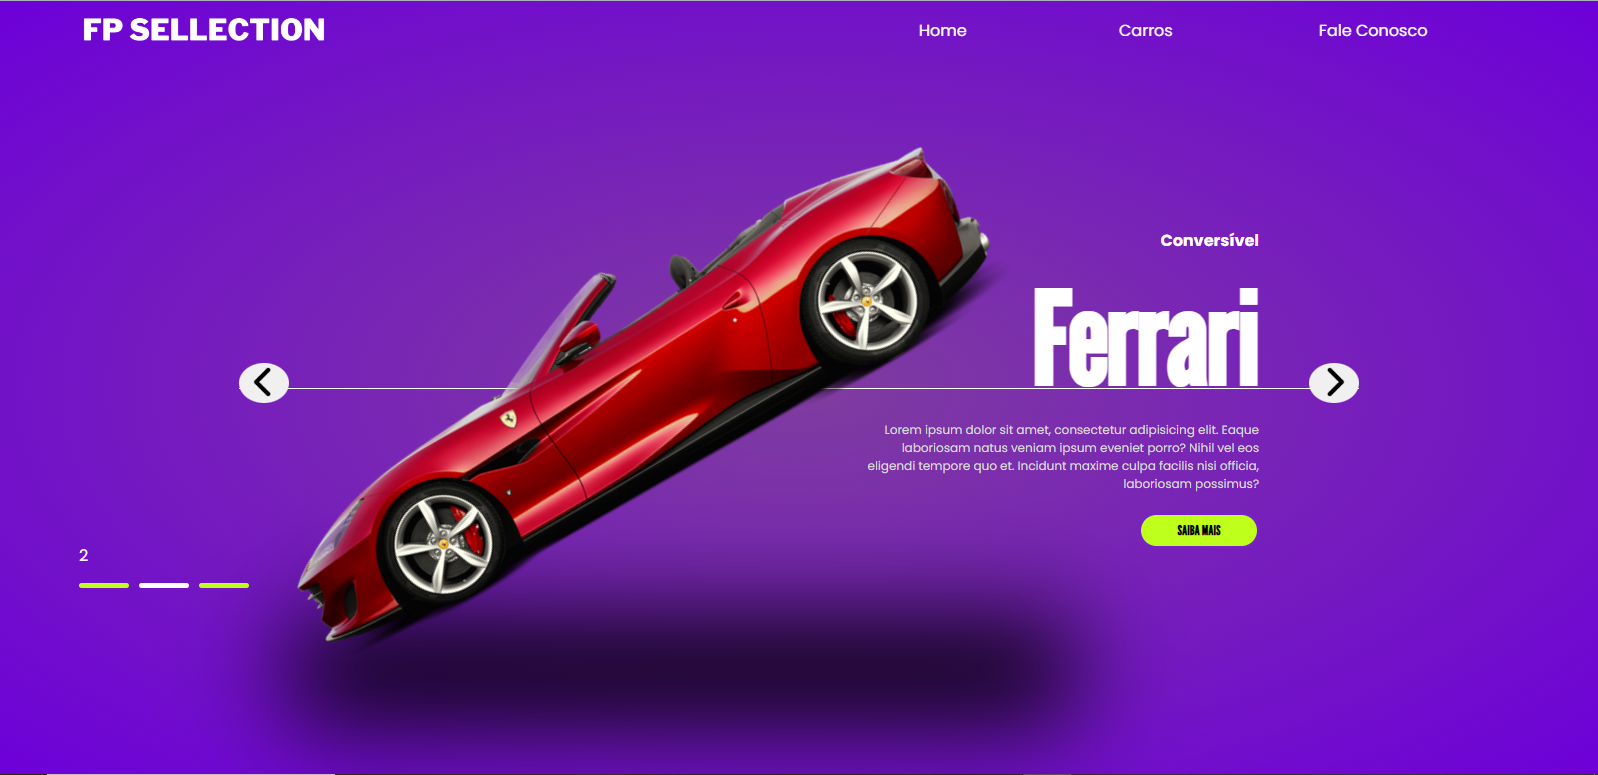 FP SELLECTION
Home
Carros
Fale Conosco
Conversível
Ferrari
Lorem ipsum dolor sit amet, consectetur adipisicing elit. Eaque
laboriosam natus veniam ipsum eveniet porro? Nihil vel eos
eligendi tempore quo et. Incidunt maxime culpa facilis nisi officia,
laboriosam possimus?
SAIBA MAIS
2